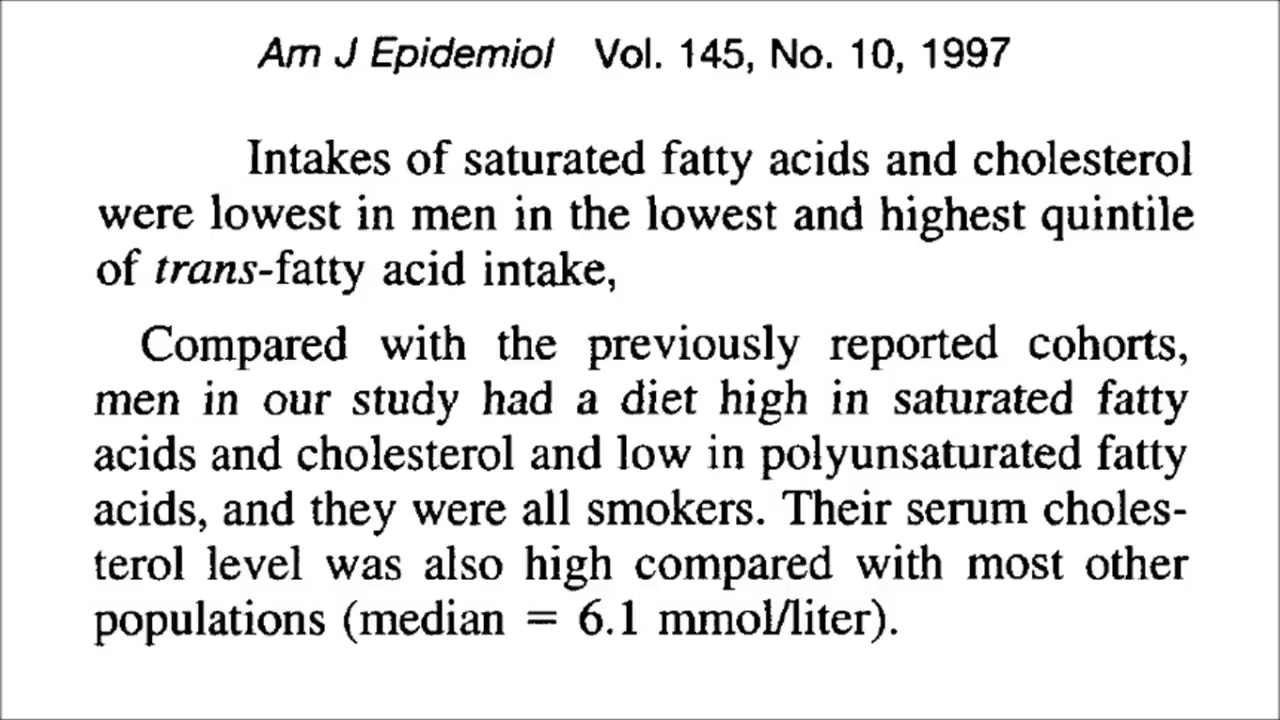 Am J Epidemiol Vol. 145, No. 10, 1997
Intakes of saturated fatty acids and cholesterol
were lowest in men in the lowest and highest quintile
of trans-fatty acid intake,
Compared with the previously reported cohorts,
men in our study had a diet high in saturated fatty
acids and cholesterol and low in polyunsaturated fatty
acids, and they were all smokers. Their serum choles-
terol level was also high compared with most other
populations (median = 6.1 mmol/liter).